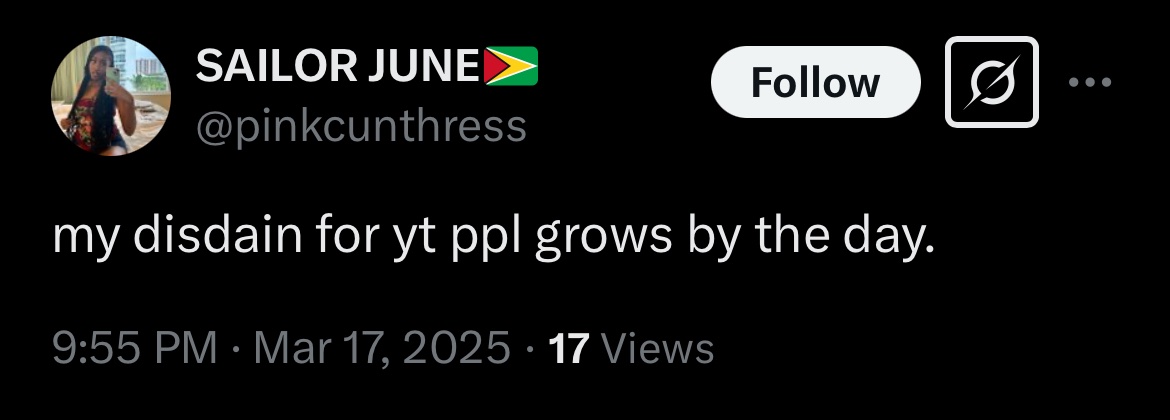 SAILOR JUNE🇬🇾
Follow
@pinkcunthress
my disdain for yt ppl grows by the day.
9:55 PM · Mar 17, 2025 · 17 Views